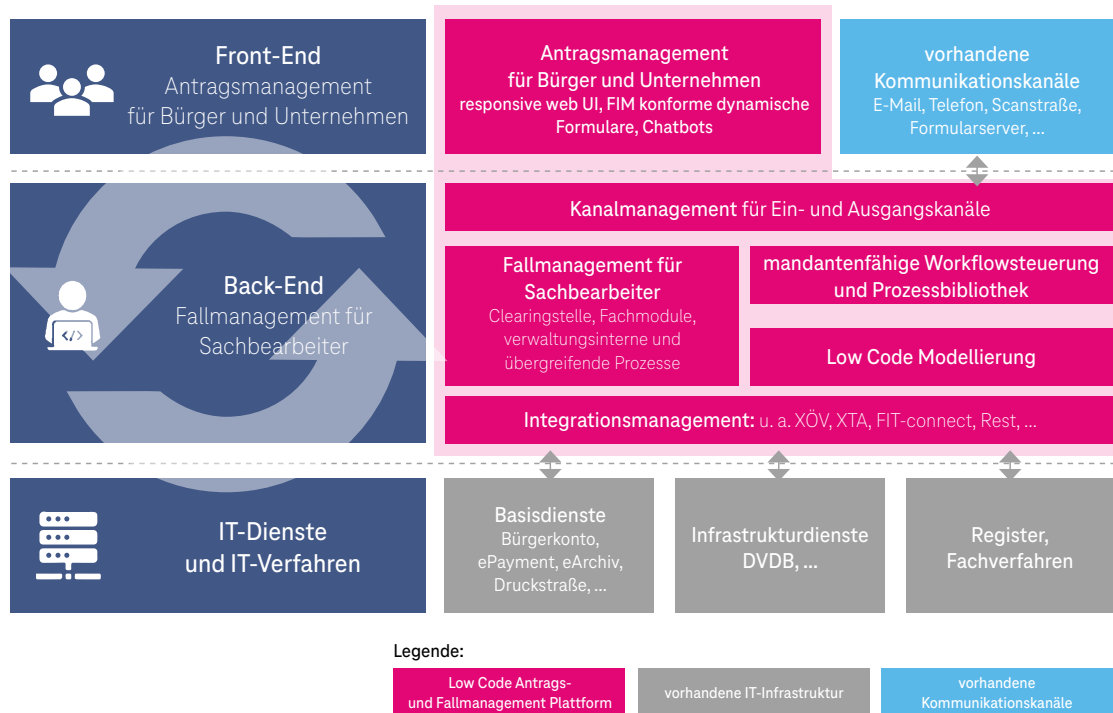 Front-End
Antragsmanagement
für Bürger und Unternehmen
Antragsmanagement
für Bürger und Unternehmen
responsive web UI, FIM konforme dynamische
Formulare, Chatbots
vorhandene
Kommunikationskanäle
E-Mail, Telefon, Scanstraße,
Formularserver, ...
Back-End
Fallmanagement für
Sachbearbeiter
</>
Kanalmanagement für Ein- und Ausgangskanäle
Fallmanagement für
Sachbearbeiter
Clearingstelle, Fachmodule,
verwaltungsinterne und
übergreifende Prozesse
mandantenfähige Workflowsteuerung
und Prozessbibliothek
Low Code Modellierung
Integrationsmanagement: u. a. XÖV, XTA, FIT-connect, Rest, ...
IT-Dienste
und IT-Verfahren
Basisdienste
Bürgerkonto,
ePayment, eArchiv,
Druckstraße, ...
Infrastrukturdienste
DVDB, ...
Register,
Fachverfahren
Legende:
Low Code Antrags-
und Fallmanagement Plattform
vorhandene IT-Infrastruktur
vorhandene
Kommunikationskanäle